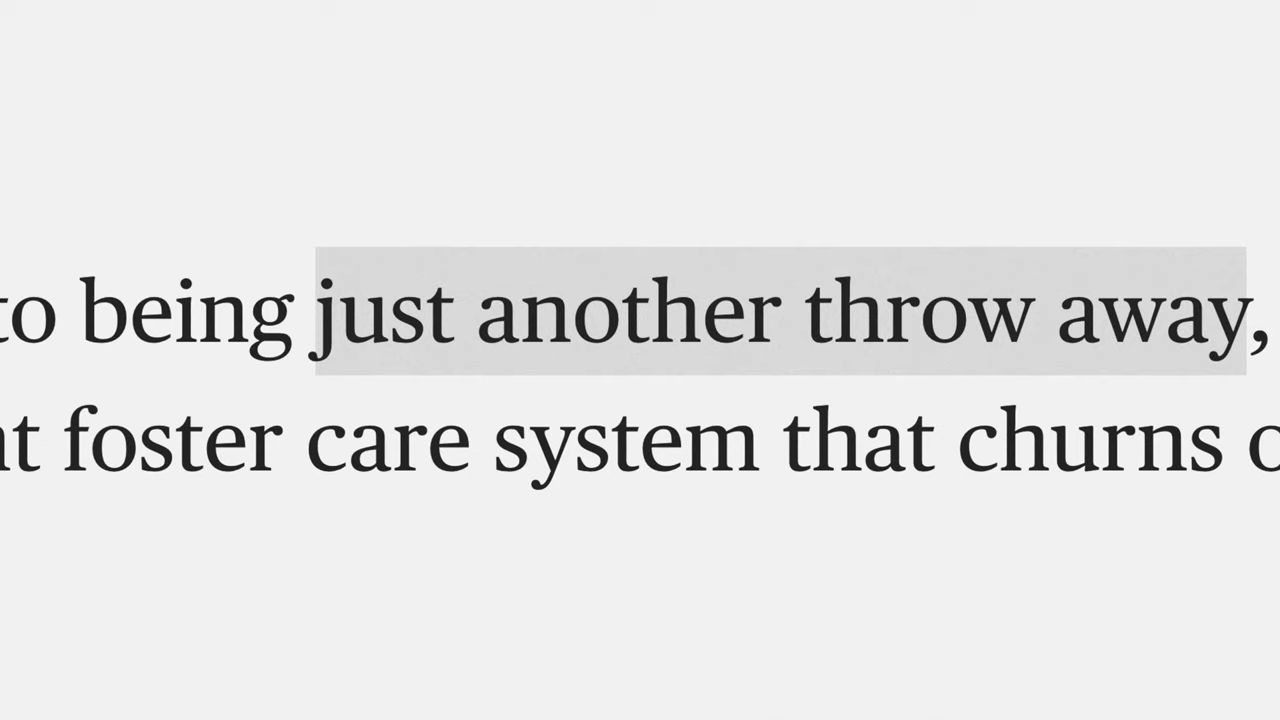 to being just another throw away,
foster care system that churns